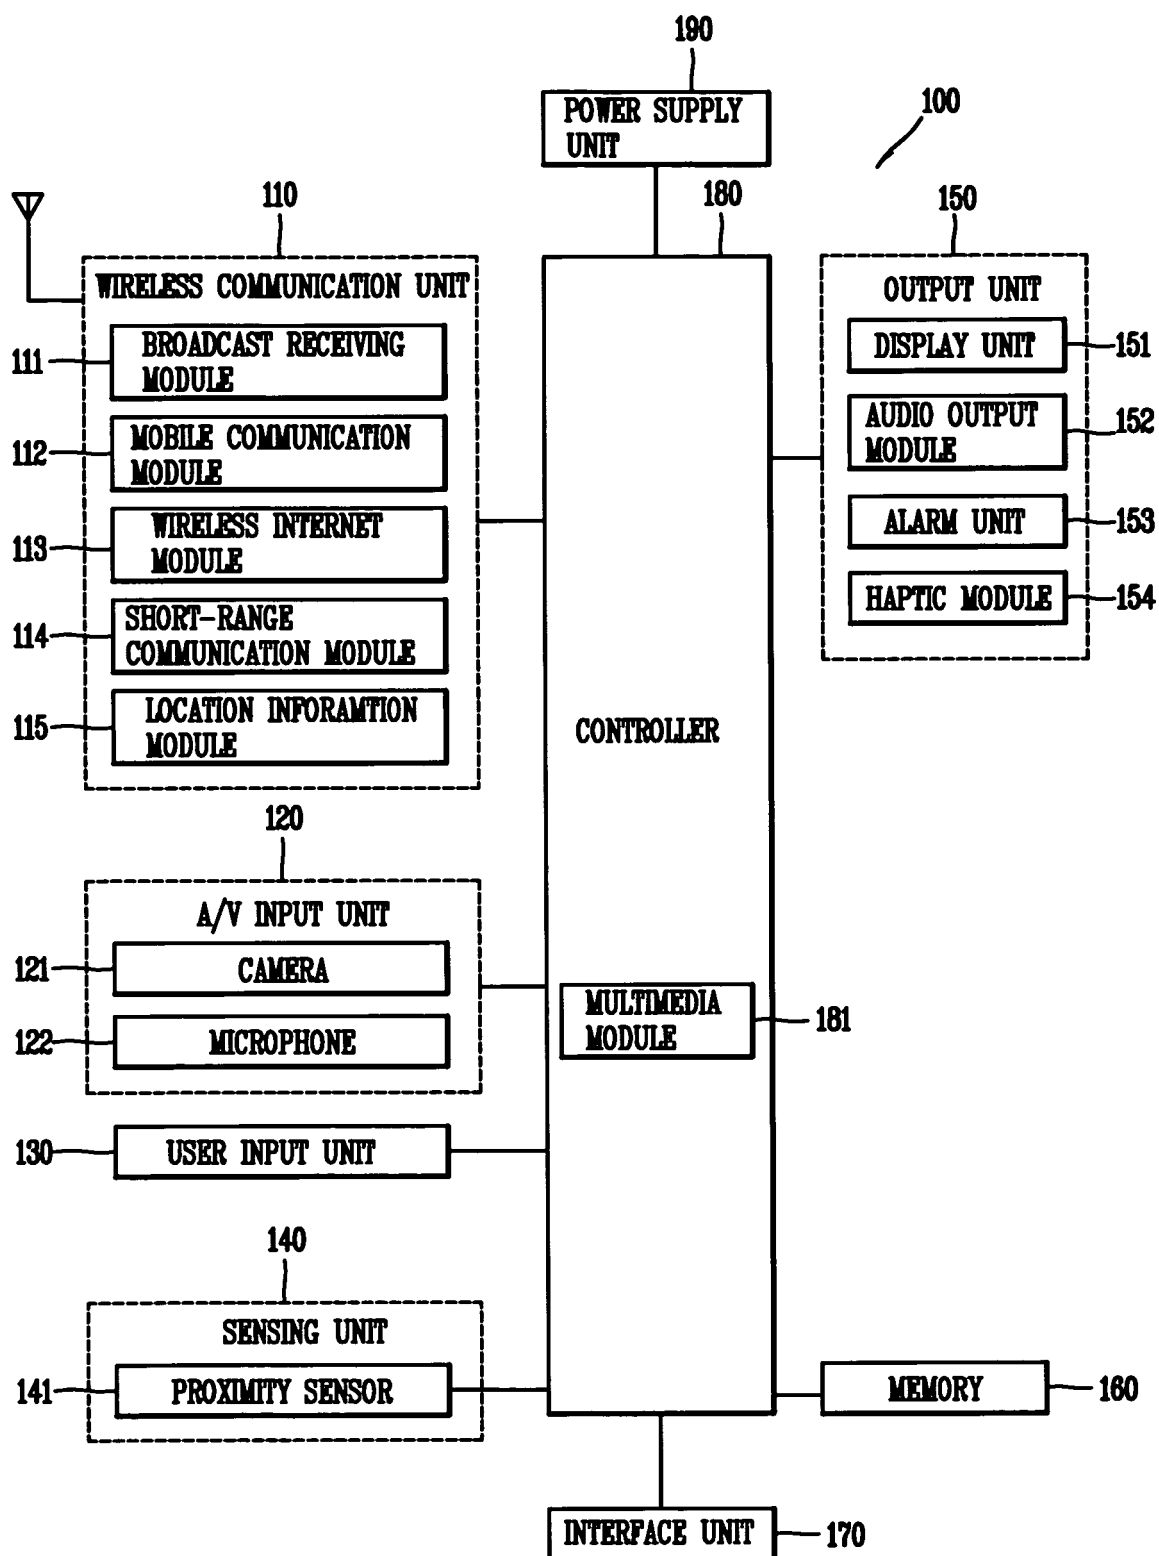 190
POWER SUPPLY
UNIT
100
110
180
150
WIRELESS COMMUNICATION UNIT
111
BROADCAST RECEIVING
MODULE
112
MOBILE COMMUNICATION
MODULE
113
WIRELESS INTERNET
MODULE
114
SHORT-RANGE
COMMUNICATION MODULE
115
LOCATION INFORAMTION
MODULE
OUTPUT UNIT
DISPLAY UNIT
151
AUDIO OUTPUT
MODULE
152
ALARM UNIT
153
HAPTIC MODULE
154
CONTROLLER
120
A/V INPUT UNIT
121
CAMERA
122
MICROPHONE
MULTIMEDIA
MODULE
181
130
USER INPUT UNIT
140
SENSING UNIT
141
PROXIMITY SENSOR
MEMORY
160
INTERFACE UNIT
170